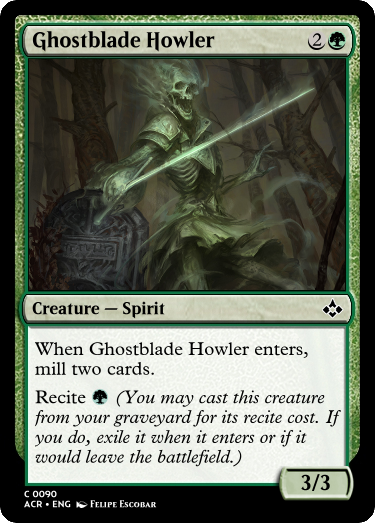 Ghostblade Howler 2
Creature — Spirit
When Ghostblade Howler enters,
mill two cards.
Recite (You may cast this creature
from your graveyard for its recite cost. If
you do, exile it when it enters or if it
would leave the battlefield.)
3/3
C 0090
ACR • ENG Felipe Escobar